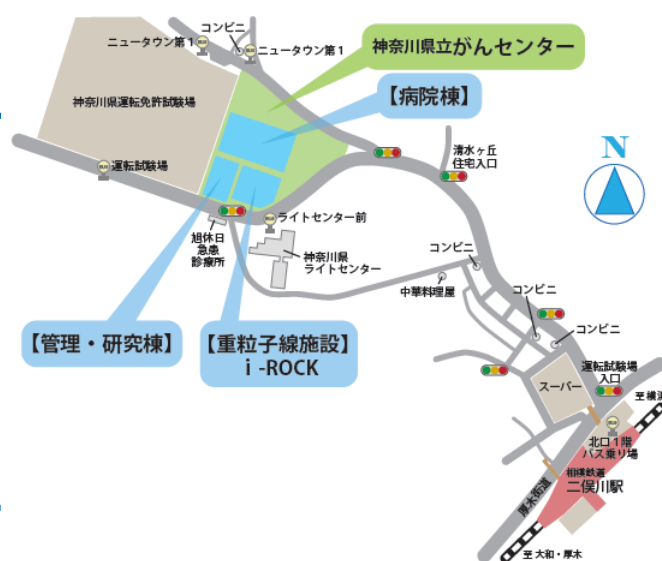 コンビニ
ニュータウン第1
ニュータウン第1
神奈川県立がんセンター
【病院棟】
神奈川県運転免許試験場
清水ヶ丘
住宅入口
N
運転試験場
ライトセンター前
旭休日
急患
診療所
神奈川県
ライトセンター
コンビニ
中華料理屋
コンビニ
コンビニ
【管理・研究棟】
【重粒子線施設】
i-ROCK
運転試験場
入口
スーパー
至 横浜
北口1階
バス乗り場
相模鉄道
二俣川駅
厚木街道
至 大和・厚木